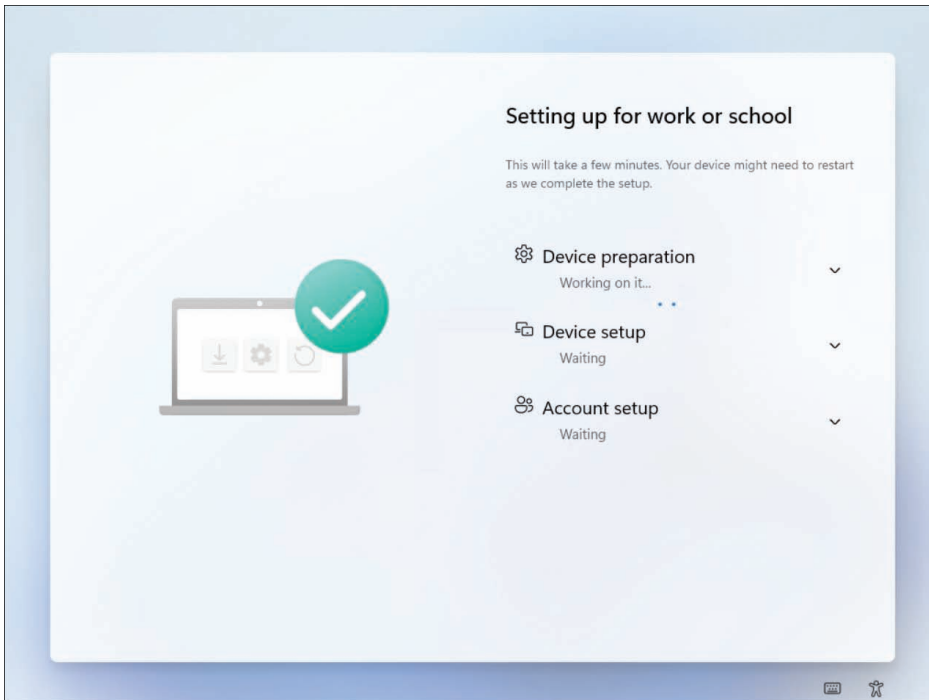 Setting up for work or school
This will take a few minutes. Your device might need to restart
as we complete the setup.
Device preparation
Working on it...
Device setup
Waiting
Account setup
Waiting